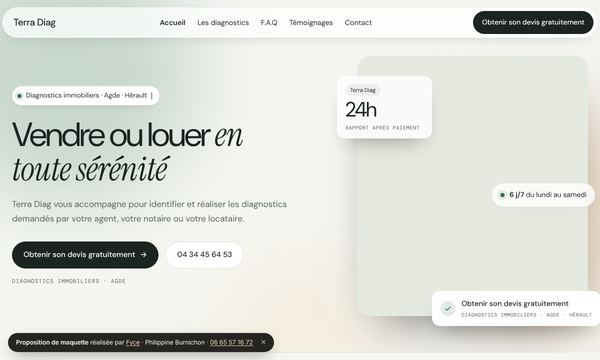 Terra Diag
Accueil
Les diagnostics
F.A.Q
Témoignages
Contact
Obtenir son devis gratuitement
Diagnostics immobiliers · Agde · Hérault |
Vendre ou louer en
toute sérénité
Terra Diag vous accompagne pour identifier et réaliser les diagnostics
demandés par votre agent, votre notaire ou votre locataire.
Obtenir son devis gratuitement →
04 34 45 64 53
DIAGNOSTICS IMMOBILIERS · AGDE
Terra Diag
24h
RAPPORT APRÈS PAIEMENT
6 j/7 du lundi au samedi
Obtenir son devis gratuitement
DIAGNOSTICS IMMOBILIERS · AGDE · HÉRAULT
Proposition de maquette réalisée par Fyce · Philippine Burnichon · 06 65 57 16 72 ×